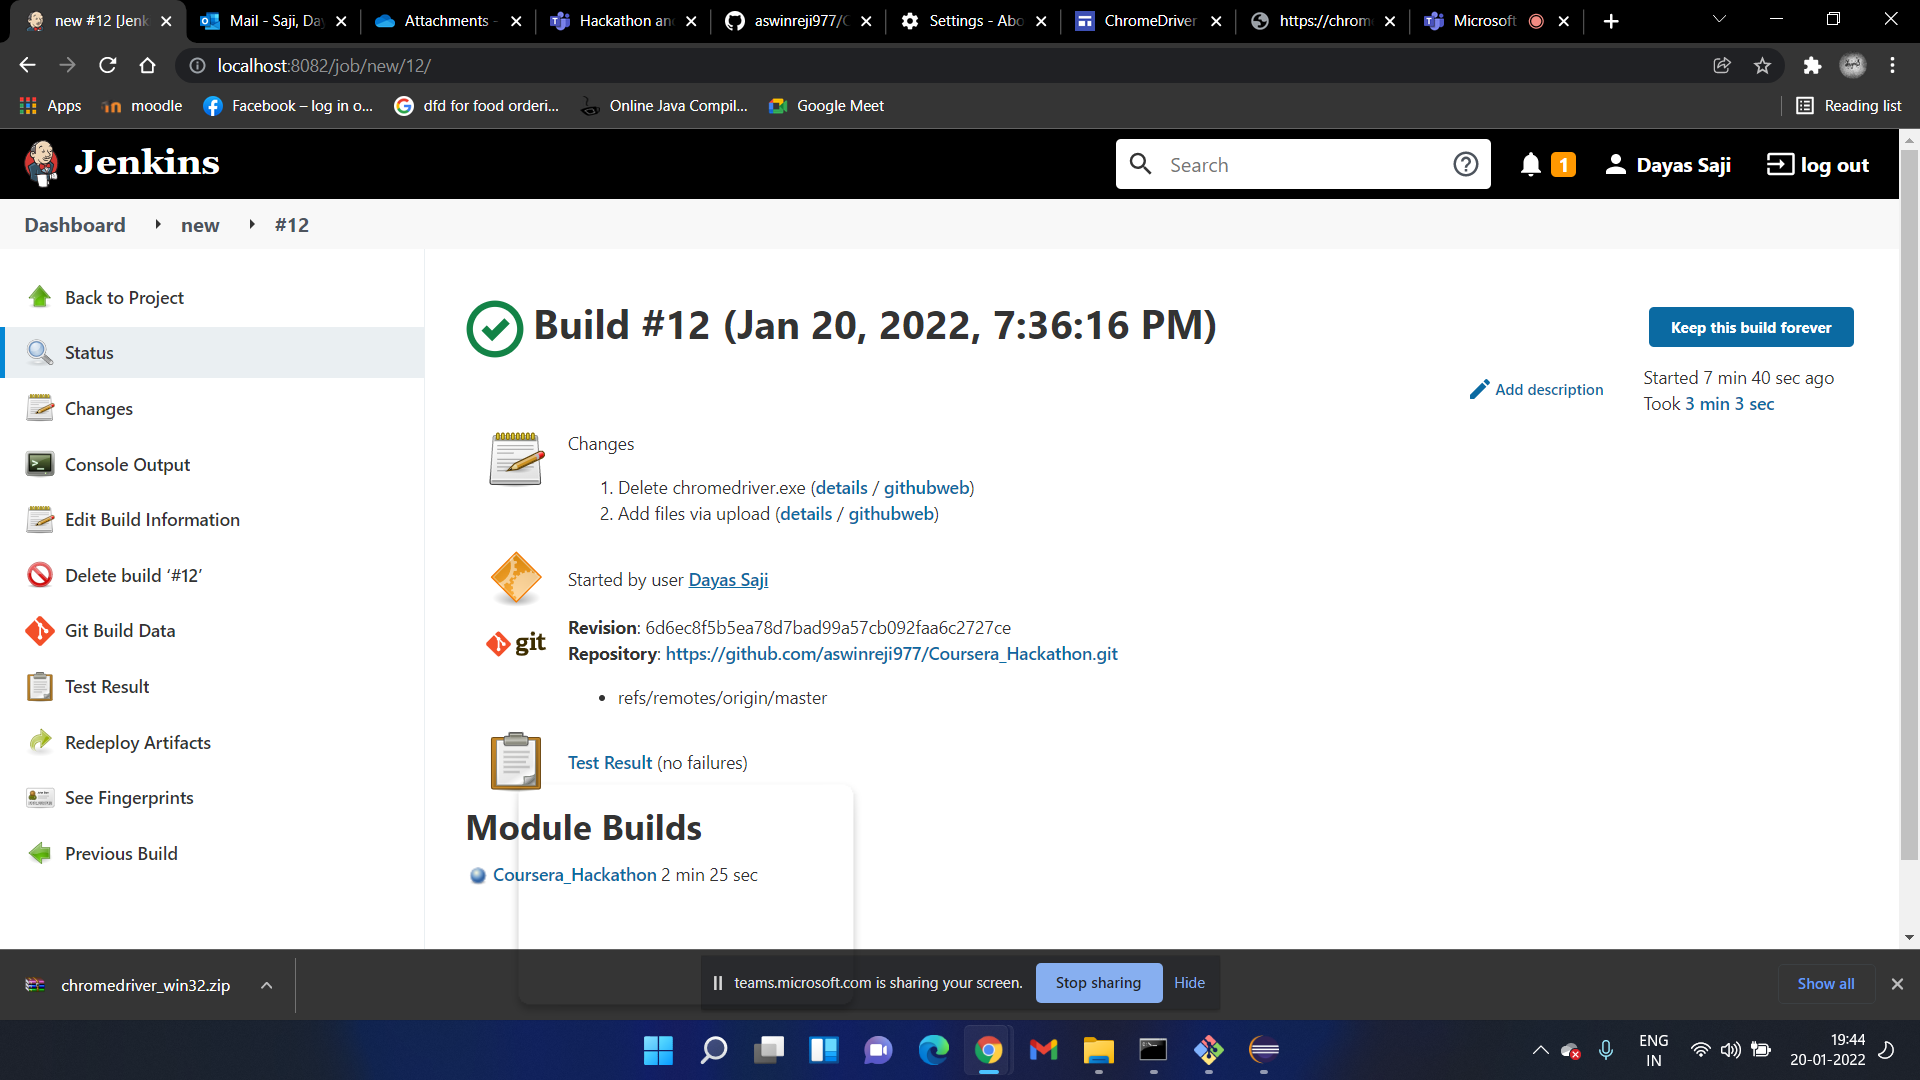 new #12 [Jenk
Mail - Saji, Da
Attachments -
Hackathon an
aswinreji977/C
Settings - Abo
ChromeDriver
https://chrom
Microsoft
localhost:8082/job/new/12/
Apps
moodle
Facebook – log in o...
dfd for food orderi...
Online Java Compil...
Google Meet
Reading list
Jenkins
Search
1
Dayas Saji
log out
Dashboard
new
#12
Back to Project
Status
Changes
Console Output
Edit Build Information
Delete build ‘#12’
Git Build Data
Test Result
Redeploy Artifacts
See Fingerprints
Previous Build
Build #12 (Jan 20, 2022, 7:36:16 PM)
Keep this build forever
Add description
Started 7 min 40 sec ago
Took 3 min 3 sec
Changes
1. Delete chromedriver.exe (details / githubweb)
2. Add files via upload (details / githubweb)
Started by user Dayas Saji
git
Revision: 6d6ec8f5b5ea78d7bad99a57cb092faa6c2727ce
Repository: https://github.com/aswinreji977/Coursera_Hackathon.git
• refs/remotes/origin/master
Test Result (no failures)
Module Builds
Coursera_Hackathon 2 min 25 sec
chromedriver_win32.zip
teams.microsoft.com is sharing your screen.
Stop sharing
Hide
Show all
ENG
IN
19:44
20-01-2022